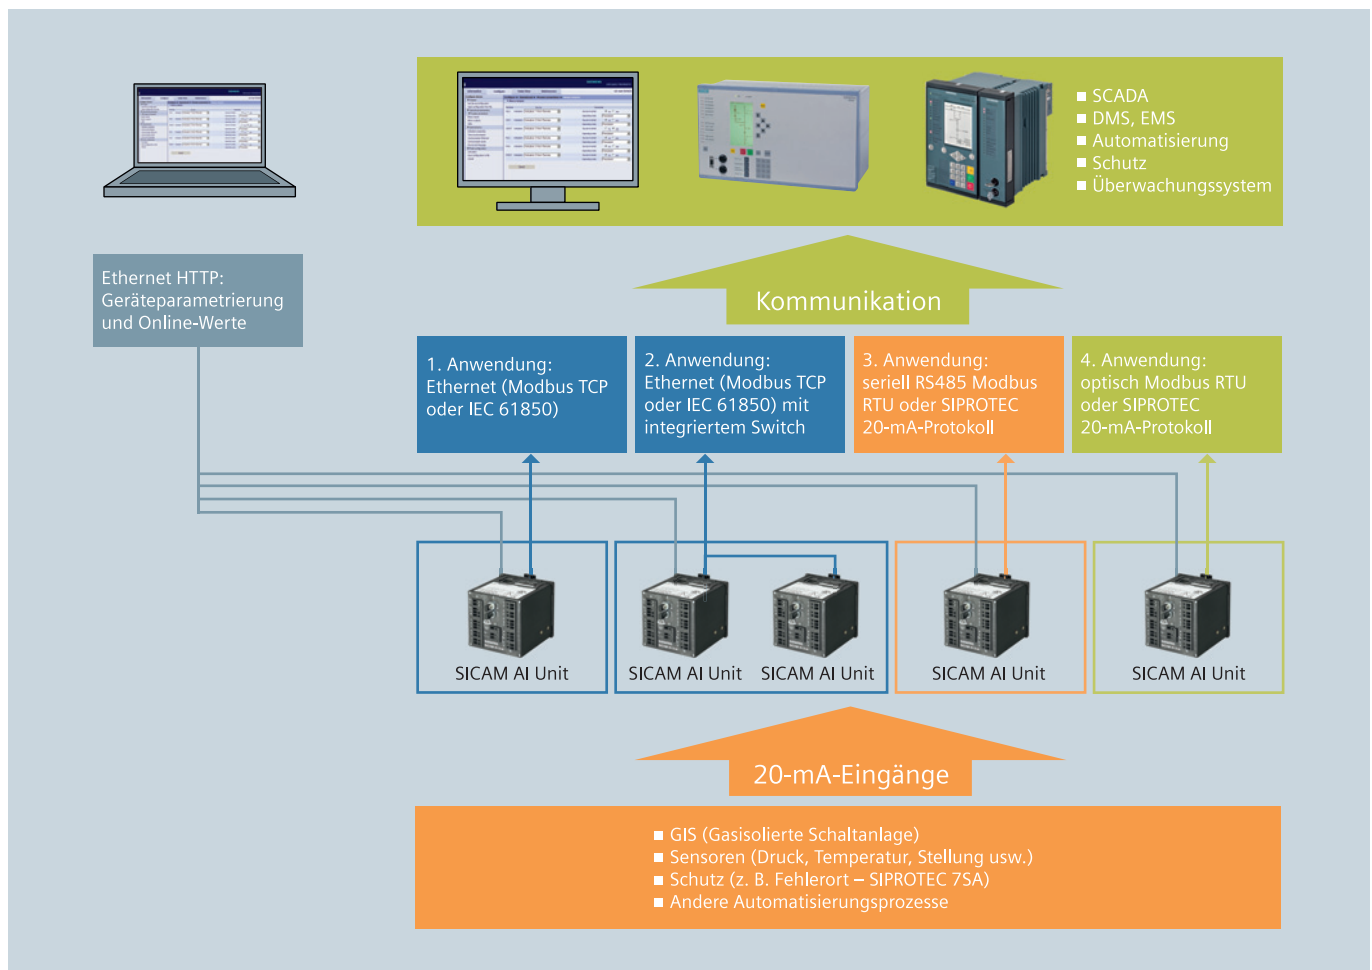 SCADA
DMS, EMS
Automatisierung
Schutz
Überwachungssystem
Ethernet HTTP:
Geräteparametrierung
und Online-Werte
Kommunikation
1. Anwendung:
Ethernet (Modbus TCP
oder IEC 61850)
2. Anwendung:
Ethernet (Modbus TCP
oder IEC 61850) mit
integriertem Switch
3. Anwendung:
seriell RS485 Modbus
RTU oder SIPROTEC
20-mA-Protokoll
4. Anwendung:
optisch Modbus RTU
oder SIPROTEC
20-mA-Protokoll
SICAM AI Unit
SICAM AI Unit
SICAM AI Unit
SICAM AI Unit
SICAM AI Unit
20-mA-Eingänge
GIS (Gasisolierte Schaltanlage)
Sensoren (Druck, Temperatur, Stellung usw.)
Schutz (z. B. Fehlerort – SIPROTEC 7SA)
Andere Automatisierungsprozesse